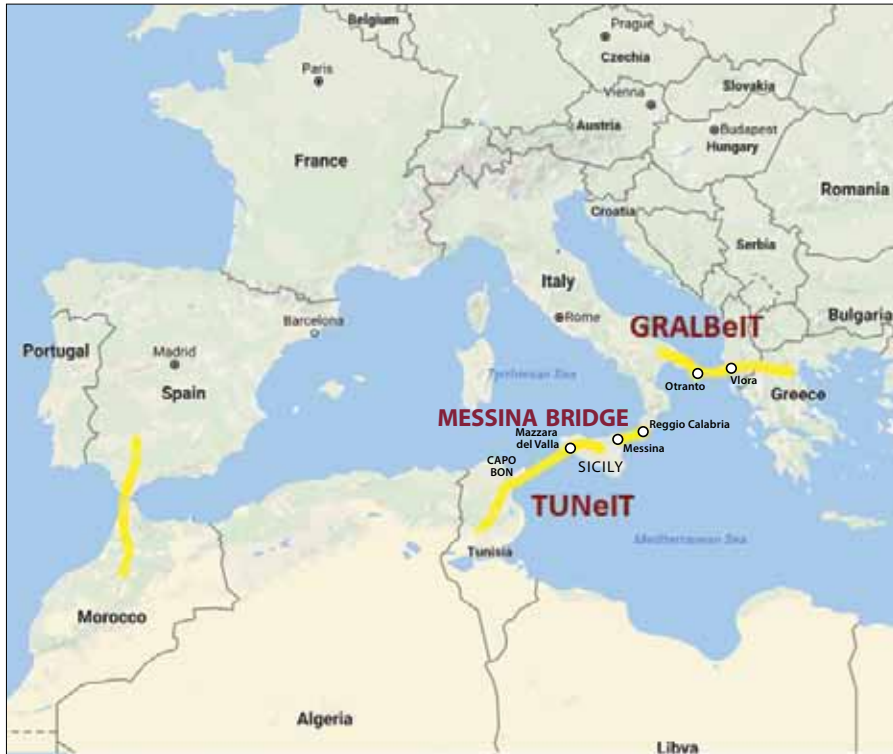 Belgium
Prague
Czechia
Paris
Slovakia
Vienna
Austria
Budapest
Hungary
France
Romania
Croatia
Serbia
Italy
Bulgaria
Barcelona
Rome
GRALBeIT
Portugal
Madrid
Spain
Tyrrhenian Sea
Otranto
Vlora
Greece
MESSINA BRIDGE
Reggio Calabria
Mazzara
del Valla
Messina
CAPO
BON
SICILY
TUNeIT
Mediterranean Sea
Tunisia
Morocco
Algeria
Libya